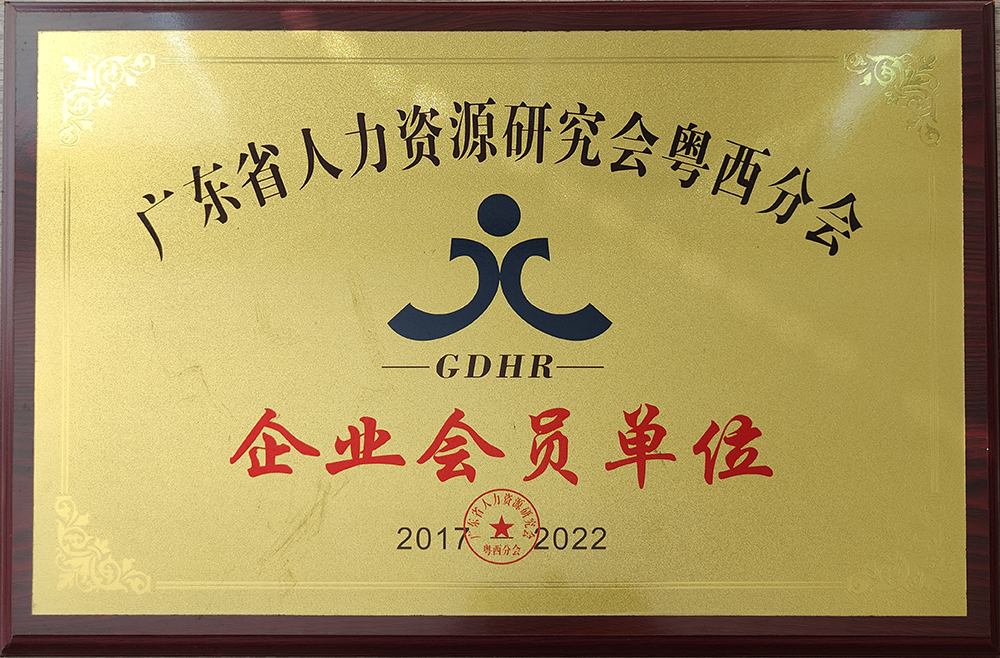 广东省人力资源研究会粤西分会
GDHR
企业会员单位
2017—2022
广东省人力资源研究会
粤西分会